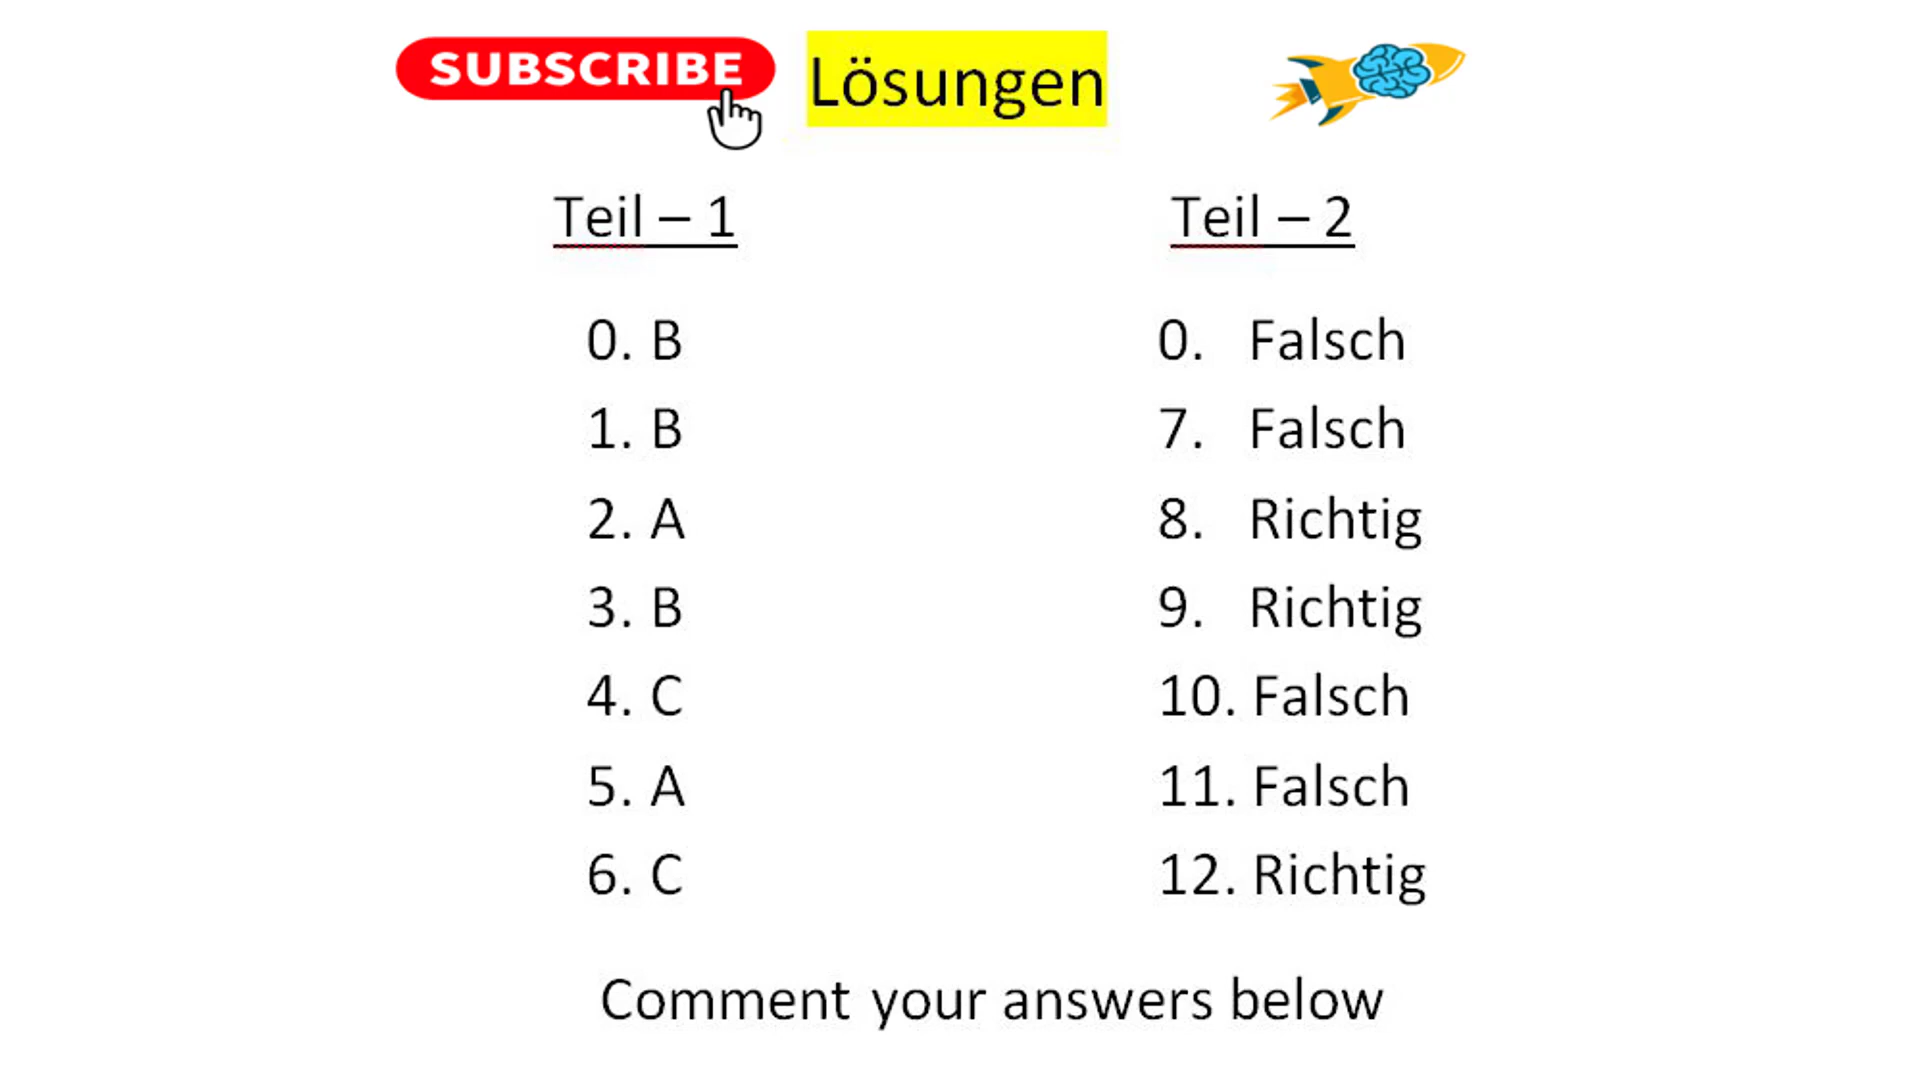 SUBSCRIBE
Lösungen
Teil – 1
0. B
1. B
2. A
3. B
4. C
5. A
6. C
Teil – 2
0. Falsch
7. Falsch
8. Richtig
9. Richtig
10. Falsch
11. Falsch
12. Richtig
Comment your answers below